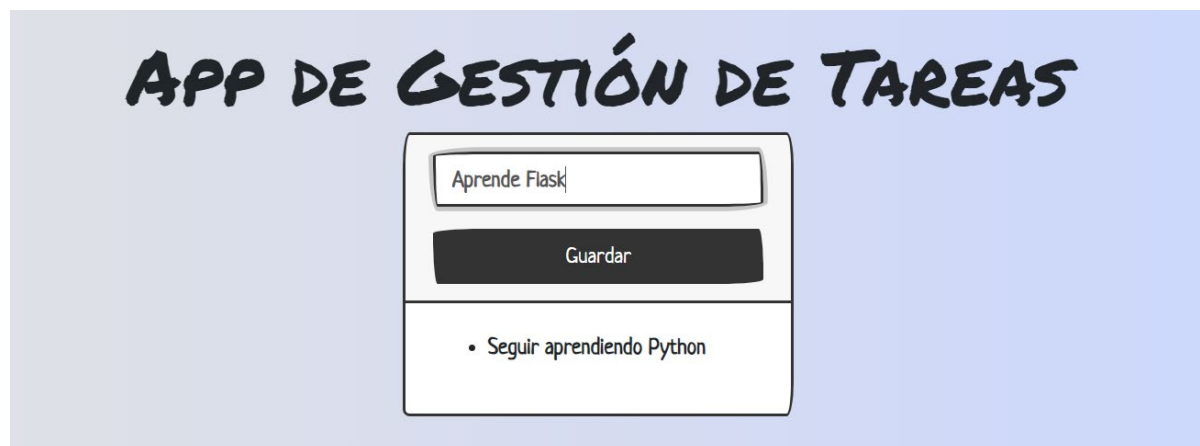 App de Gestión de Tareas
Aprende Flask
Guardar
• Seguir aprendiendo Python